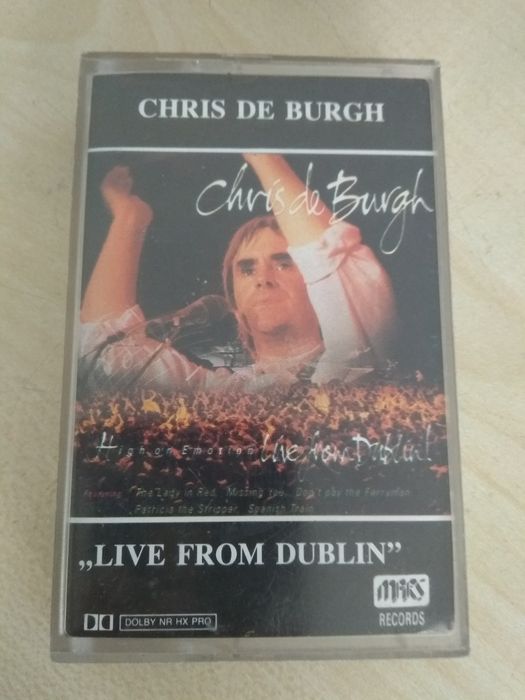 CHRIS DE BURGH
Chris de Burgh
High on Emotion Live from Dublin!
Featuring The Lady in Red, Missing You, Don't pay the Ferryman,
Patricia the Stripper, Spanish Train
„LIVE FROM DUBLIN”
MARS
DOLBY NR HX PRO
RECORDS